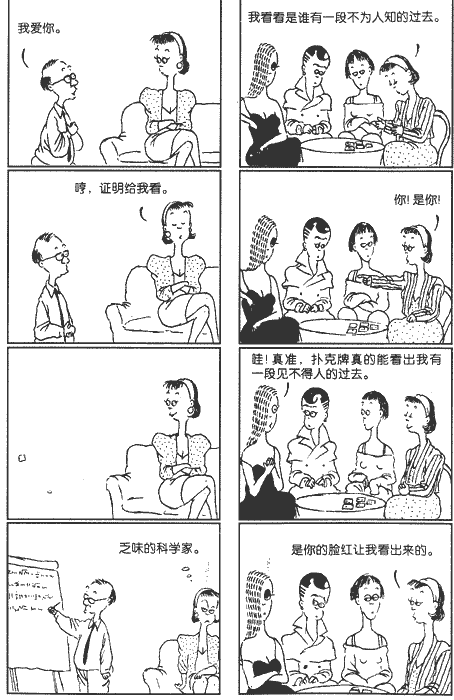 我爱你。
哼，证明给我看。
乏味的科学家。
我看看是谁有一段不为人知的过去。
你！是你！
哇！真准，扑克牌真的能看出我有
一段见不得人的过去。
是你的脸红让我看出来的。